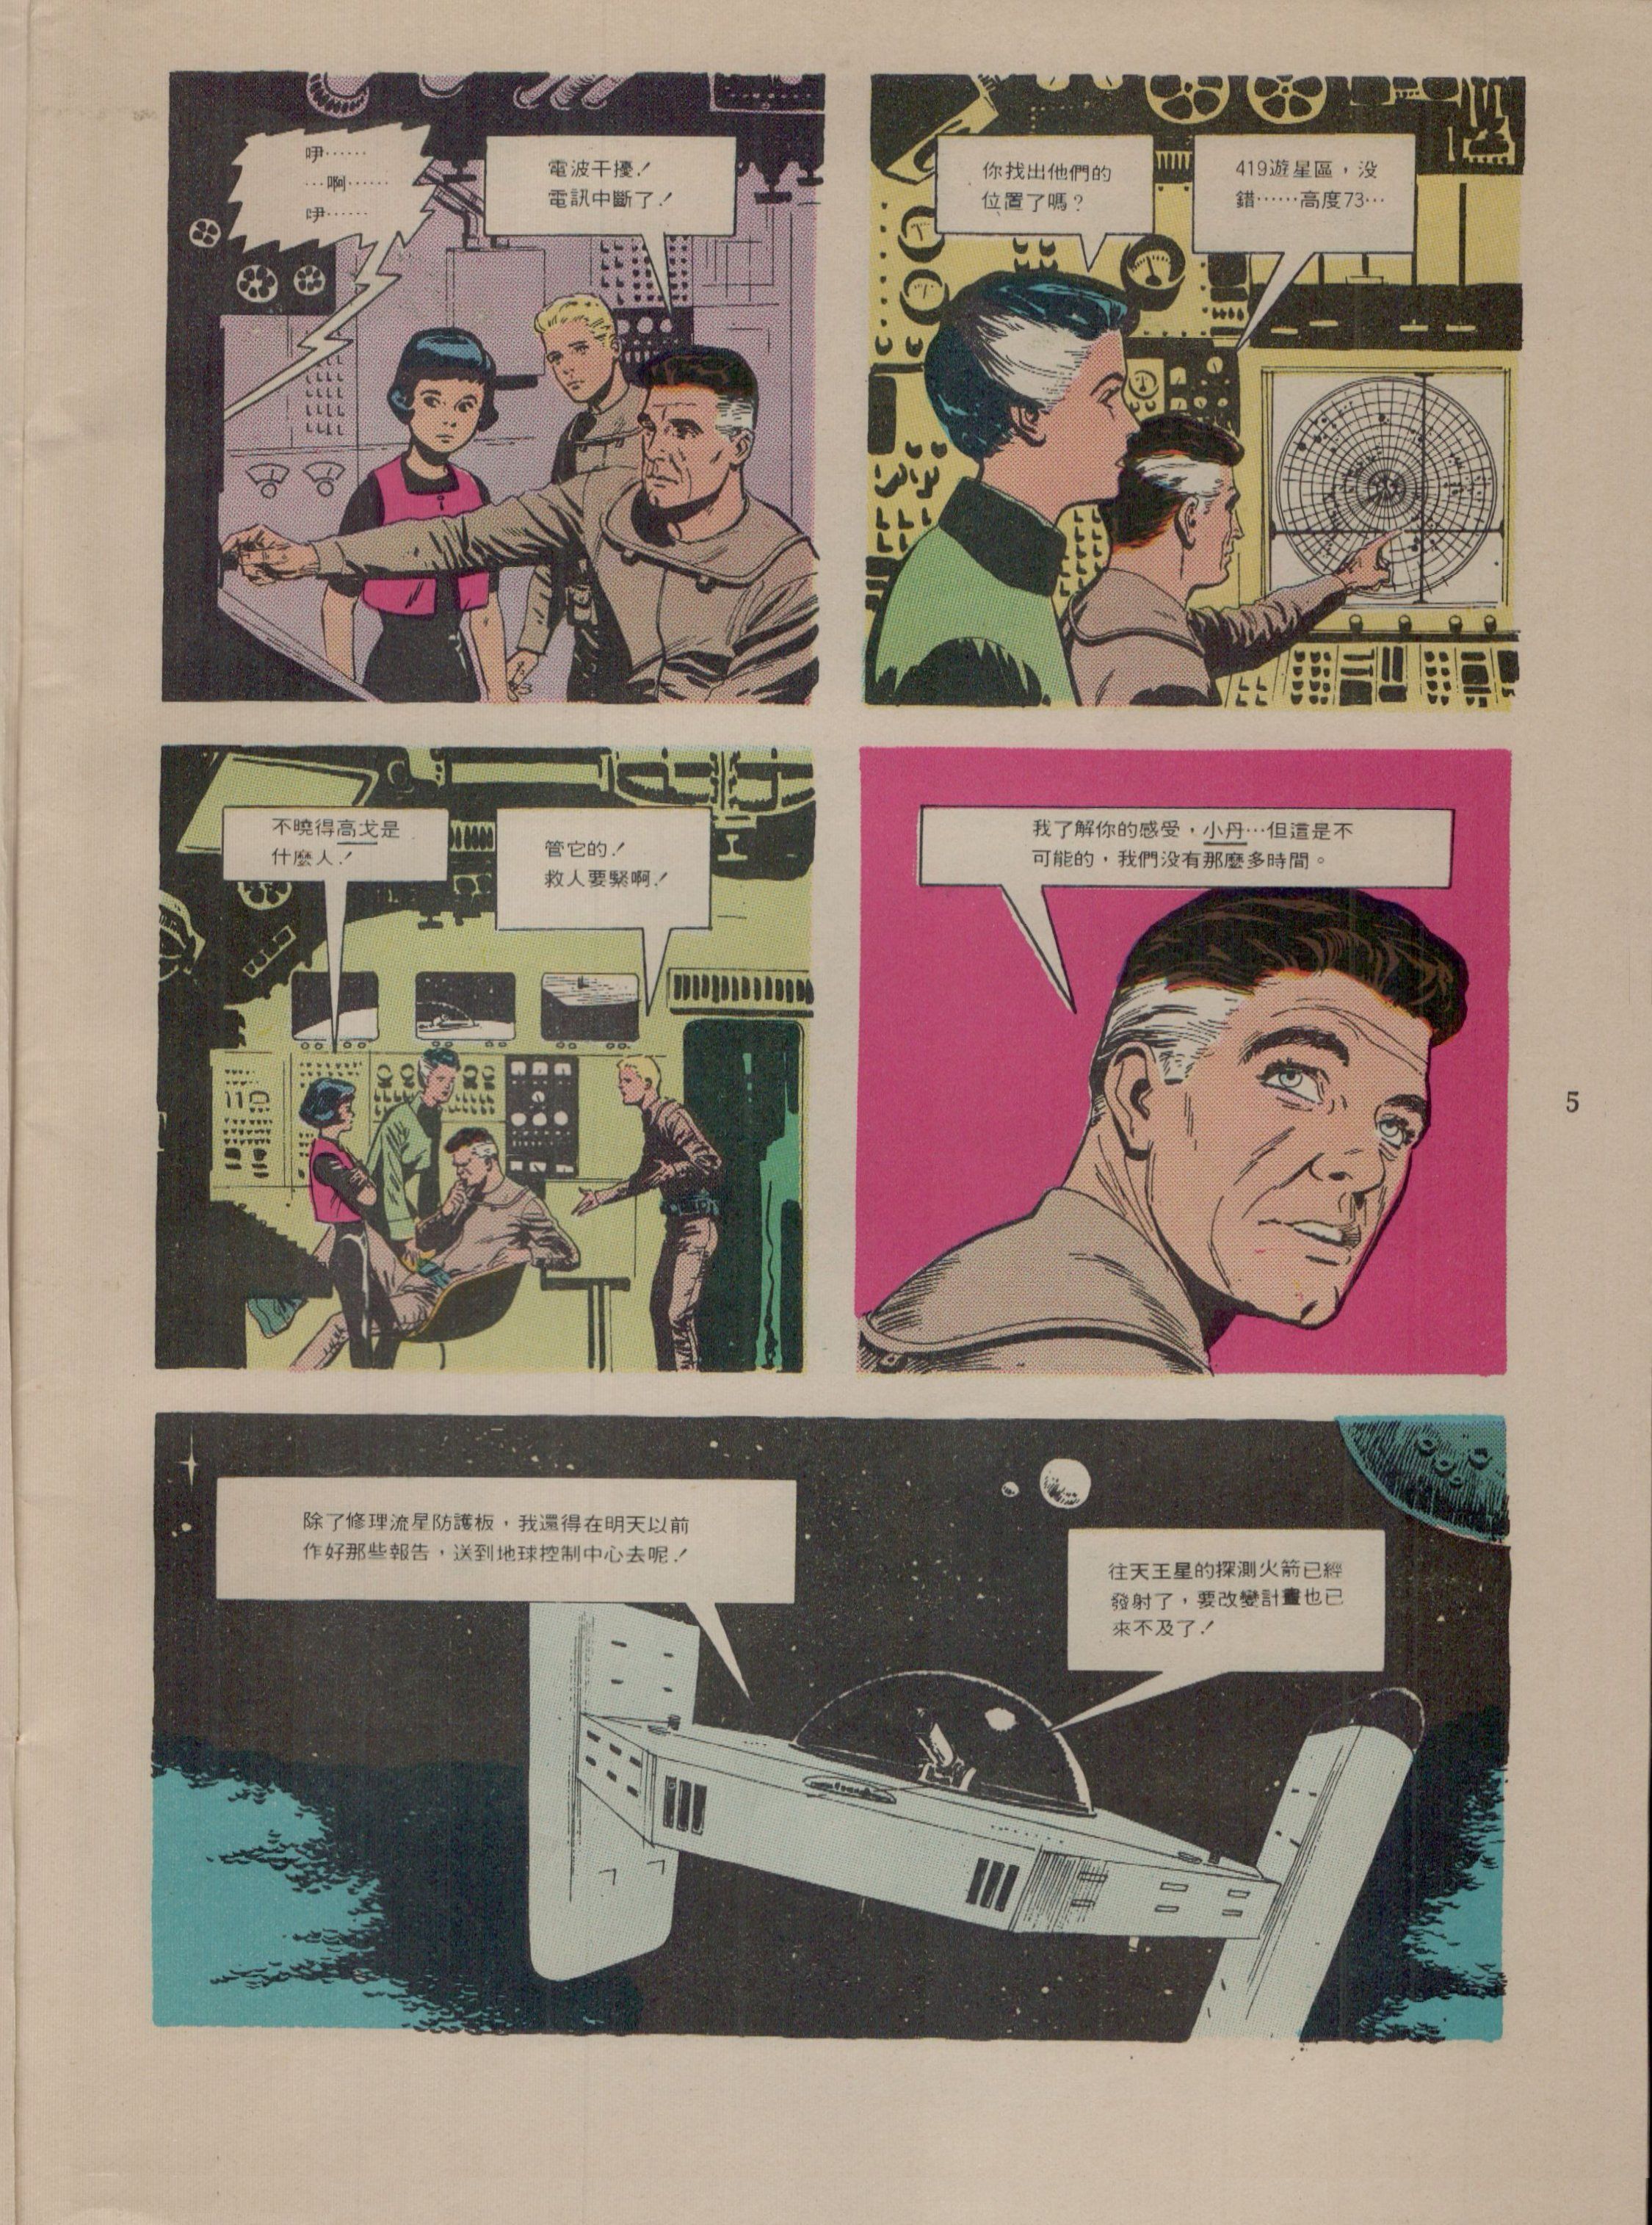 咿……
…啊……
咿……
電波干擾！
電訊中斷了！
你找出他們的
位置了嗎？
419遊星區，没
錯……高度73…
不曉得高戈是
什麼人！
管它的！
救人要緊啊！
我了解你的感受，小丹…但這是不
可能的，我們没有那麼多時間。
5
除了修理流星防護板，我還得在明天以前
作好那些報告，送到地球控制中心去呢！
往天王星的探測火箭已經
發射了，要改變計畫也已
來不及了！